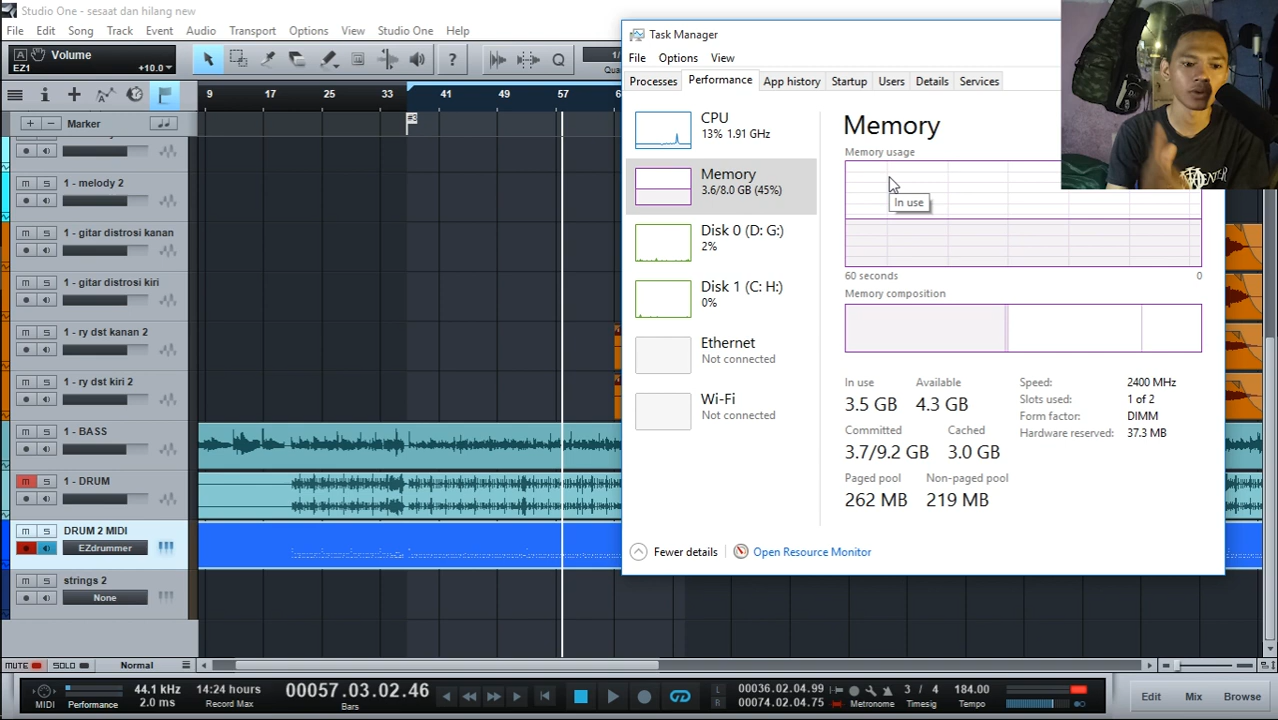 Studio One - sesaat dan hilang new
File Edit Song Track Event Audio Transport Options View Studio One Help
Volume
EZ1 +10.0
?
Q
1/
Qua
9 17 25 33 41 49 57 6
#3
Marker
M S
M S 1 - melody 2
M S 1 - gitar distrosi kanan
M S 1 - gitar distrosi kiri
M S 1 - ry dst kanan 2
M S 1 - ry dst kiri 2
M S 1 - BASS
M S 1 - DRUM
M S DRUM 2 MIDI
EZdrummer
M S strings 2
None
MUTE SOLO Normal
MIDI Performance
44.1 kHz
2.0 ms
14:24 hours
Record Max
00057.03.02.46
Bars
L 00036.02.04.99
R 00074.02.04.75
Metronome
3 / 4
Timesig
184.00
Tempo
Edit Mix Browse
Task Manager
File Options View
Processes Performance App history Startup Users Details Services
CPU
13% 1.91 GHz
Memory
3.6/8.0 GB (45%)
Disk 0 (D: G:)
2%
Disk 1 (C: H:)
0%
Ethernet
Not connected
Wi-Fi
Not connected
Memory
Memory usage
In use
60 seconds 0
Memory composition
In use Available
3.5 GB 4.3 GB
Committed Cached
3.7/9.2 GB 3.0 GB
Paged pool Non-paged pool
262 MB 219 MB
Speed: 2400 MHz
Slots used: 1 of 2
Form factor: DIMM
Hardware reserved: 37.3 MB
Fewer details Open Resource Monitor